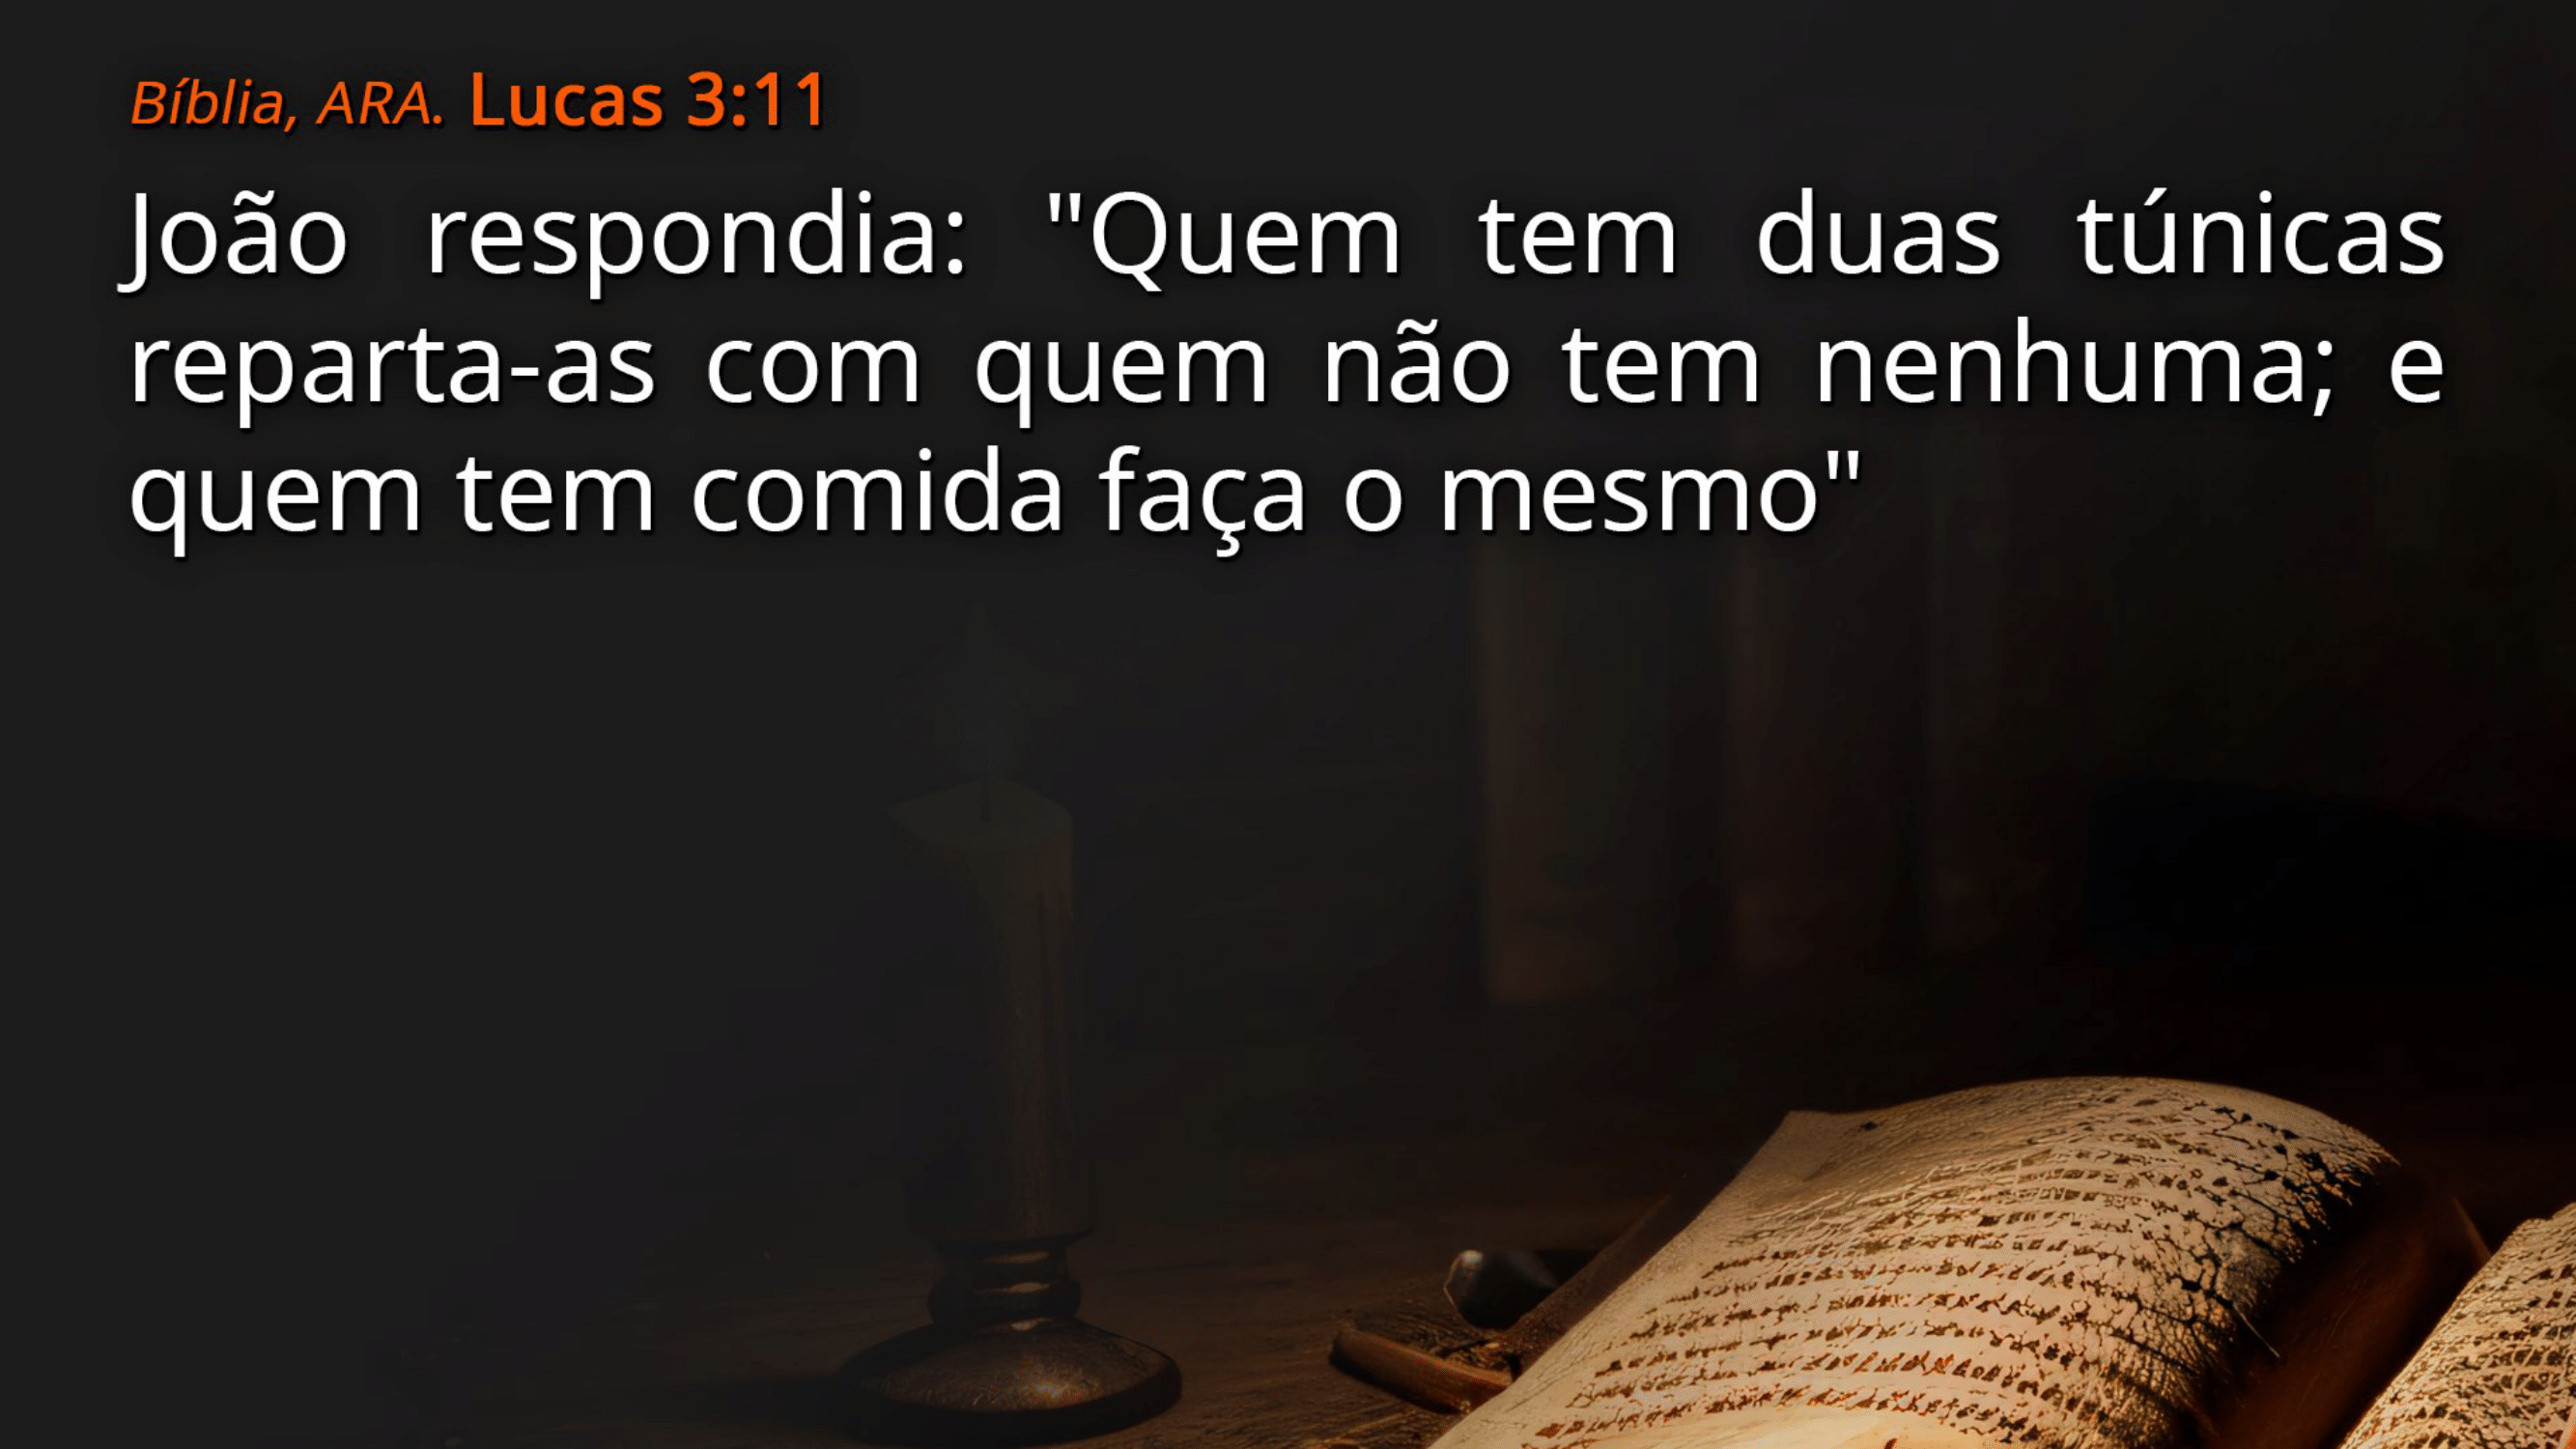 Bíblia, ARA. Lucas 3:11
João respondia: "Quem tem duas túnicas
reparta-as com quem não tem nenhuma; e
quem tem comida faça o mesmo"